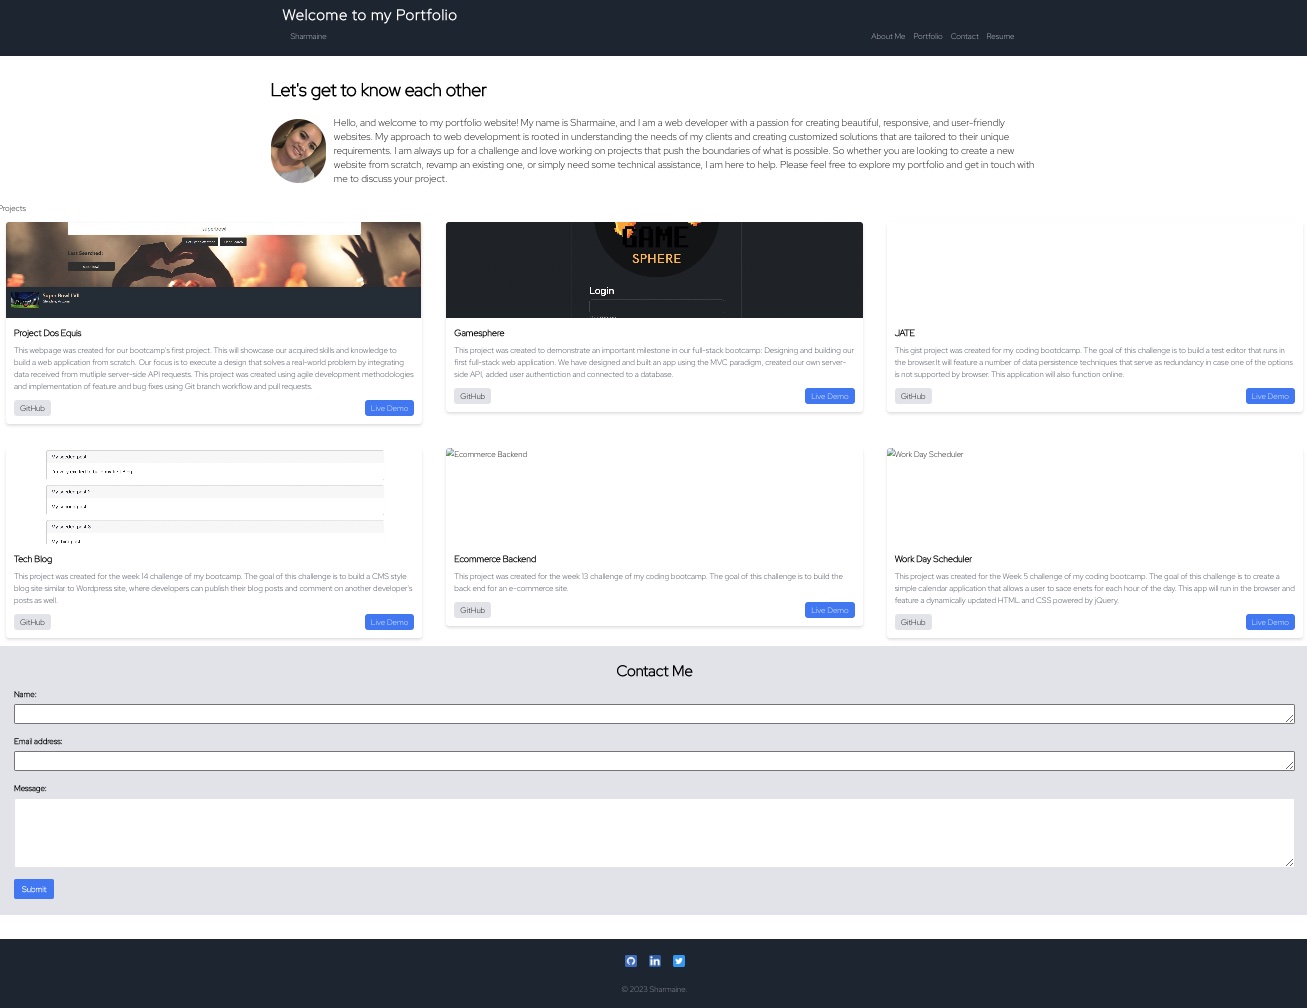 Welcome to my Portfolio
Sharmaine
About Me Portfolio Contact Resume
Let's get to know each other
Hello, and welcome to my portfolio website! My name is Sharmaine, and I am a web developer with a passion for creating beautiful, responsive, and user-friendly
websites. My approach to web development is rooted in understanding the needs of my clients and creating customized solutions that are tailored to their unique
requirements. I am always up for a challenge and love working on projects that push the boundaries of what is possible. So whether you are looking to create a new
website from scratch, revamp an existing one, or simply need some technical assistance, I am here to help. Please feel free to explore my portfolio and get in touch with
me to discuss your project.
Projects
Last Searched:
Project Dos Equis
This webpage was created for our bootcamp's first project. This will showcase our acquired skills and knowledge to
build a web application from scratch. Our focus is to execute a design that solves a real-world problem by integrating
data received from mutliple server-side API requests. This project was created using agile development methodologies
and implementation of feature and bug fixes using Git branch workflow and pull requests.
GitHub
Live Demo
GAME
SPHERE
Login
Gamesphere
This project was created to demonstrate an important milestone in our full-stack bootcamp: Designing and building our
first full-stack web application. We have designed and built an app using the MVC paradigm, created our own server-
side API, added user authentiction and connected to a database.
GitHub
Live Demo
JATE
This gist project was created for my coding bootdcamp. The goal of this challenge is to build a test editor that runs in
the browser.It will feature a number of data persistence techniques that serve as redundancy in case one of the options
is not supported by browser. This application will also function online.
GitHub
Live Demo
Tech Blog
This project was created for the week 14 challenge of my bootcamp. The goal of this challenge is to build a CMS style
blog site similar to Wordpress site, where developers can publish their blog posts and comment on another developer's
posts as well.
GitHub
Live Demo
Ecommerce Backend
Ecommerce Backend
This project was created for the week 13 challenge of my coding bootcamp. The goal of this challenge is to build the
back end for an e-commerce site.
GitHub
Live Demo
Work Day Scheduler
Work Day Scheduler
This project was created for the Week 5 challenge of my coding bootcamp. The goal of this challenge is to create a
simple calendar application that allows a user to sace enets for each hour of the day. This app will run in the browser and
feature a dynamically updated HTML and CSS powered by jQuery.
GitHub
Live Demo
Contact Me
Name:
Email address:
Message:
Submit
© 2023 Sharmaine.